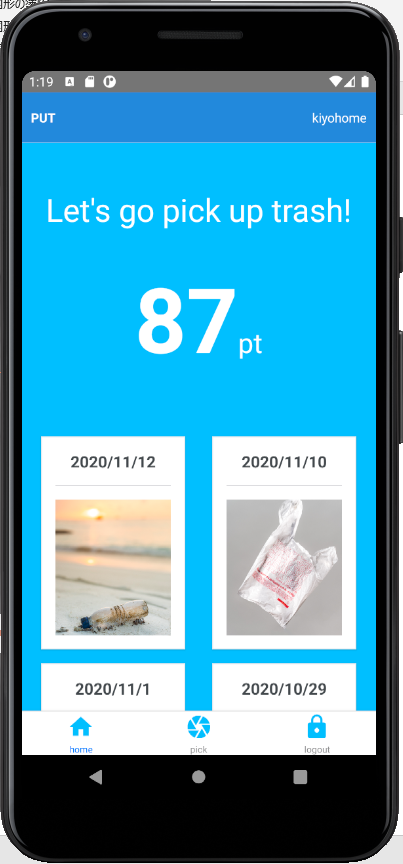 1:19
PUT kiyohome
Let's go pick up trash!
87 pt
2020/11/12 2020/11/10
2020/11/1 2020/10/29
home pick logout